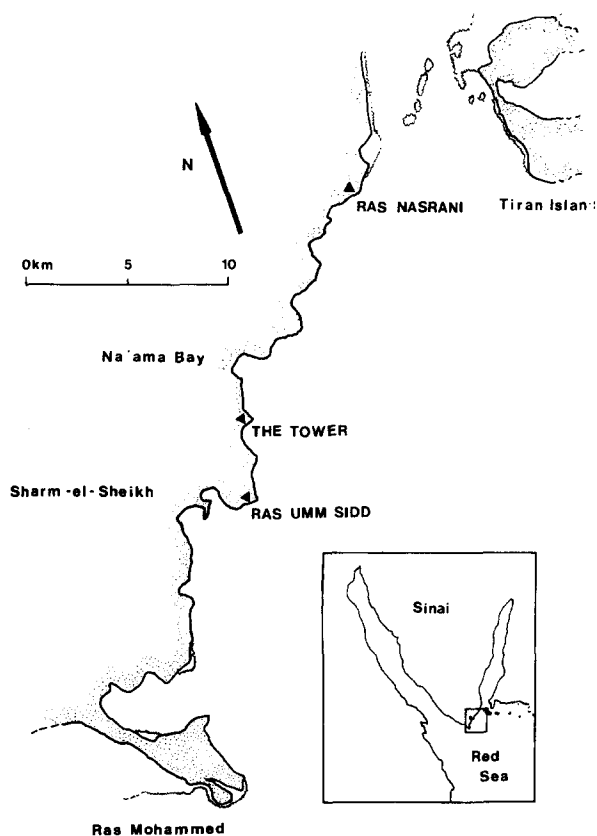 N
RAS NASRANI
Tiran Islan
0km 5 10
Na'ama Bay
THE TOWER
Sharm-el-Sheikh
RAS UMM SIDD
Sinai
Red
Sea
Ras Mohammed